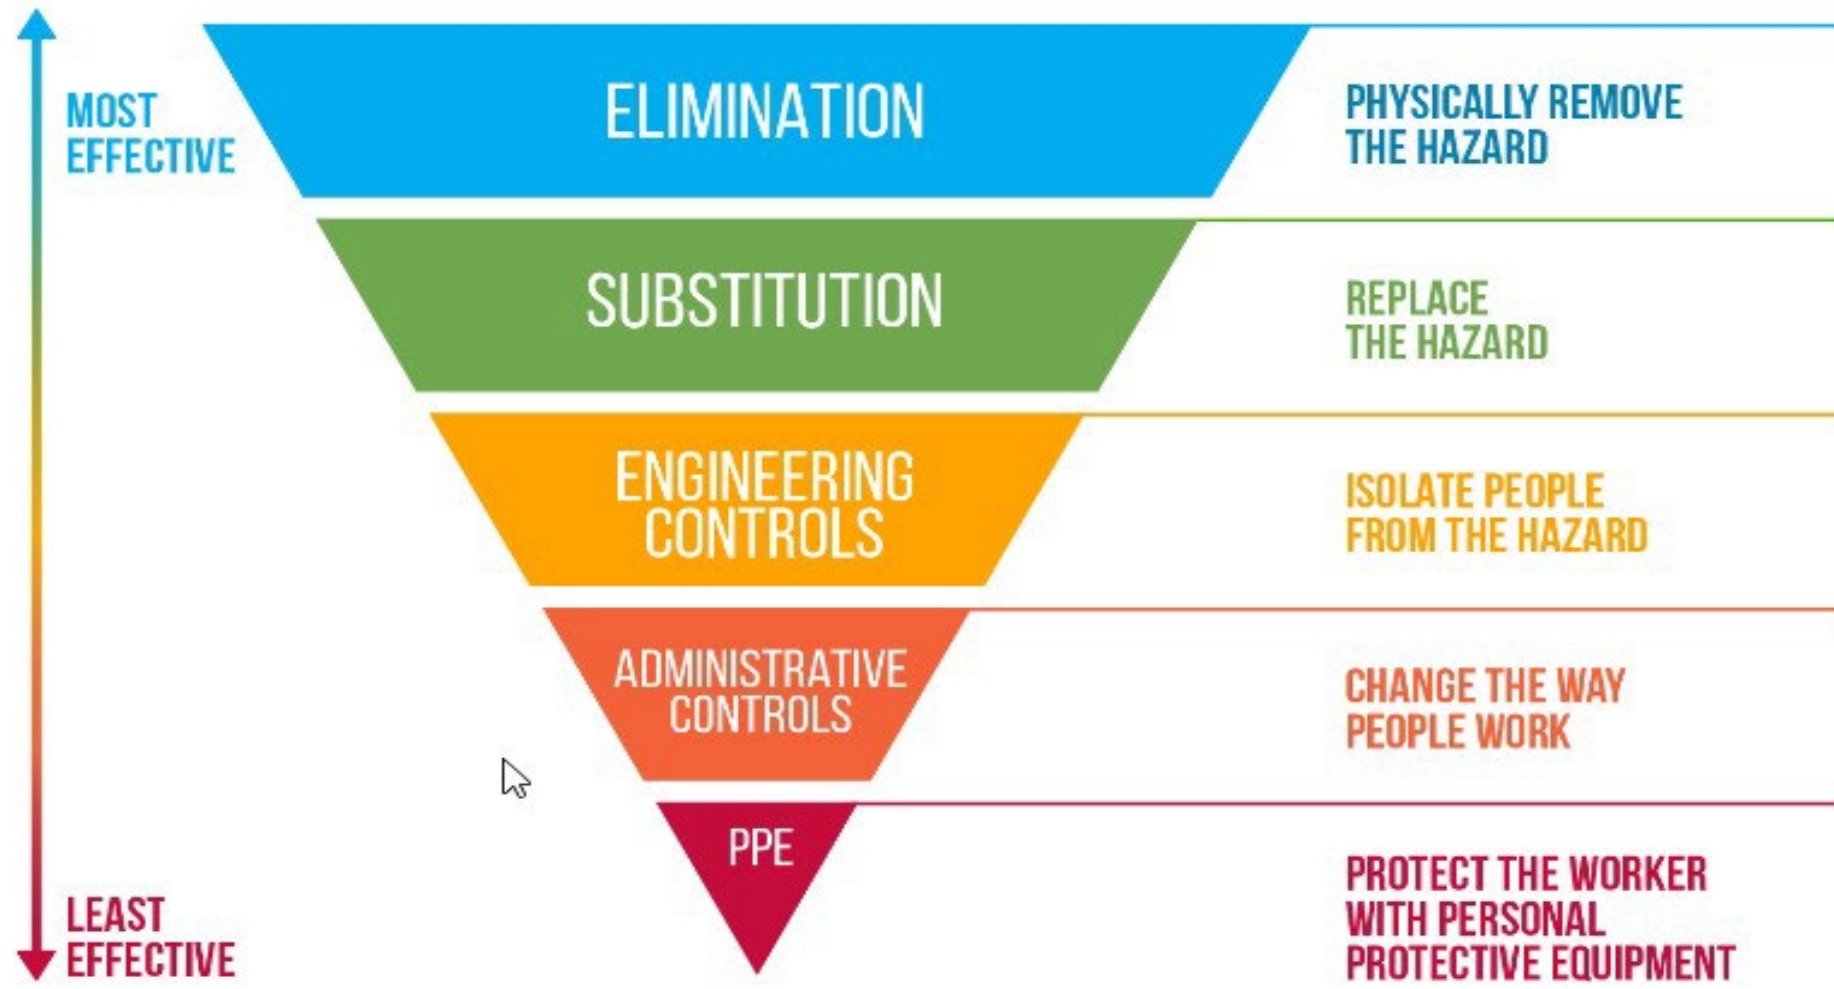 MOST
EFFECTIVE
ELIMINATION
PHYSICALLY REMOVE
THE HAZARD
SUBSTITUTION
REPLACE
THE HAZARD
ENGINEERING
CONTROLS
ISOLATE PEOPLE
FROM THE HAZARD
ADMINISTRATIVE
CONTROLS
CHANGE THE WAY
PEOPLE WORK
PPE
PROTECT THE WORKER
WITH PERSONAL
PROTECTIVE EQUIPMENT
LEAST
EFFECTIVE